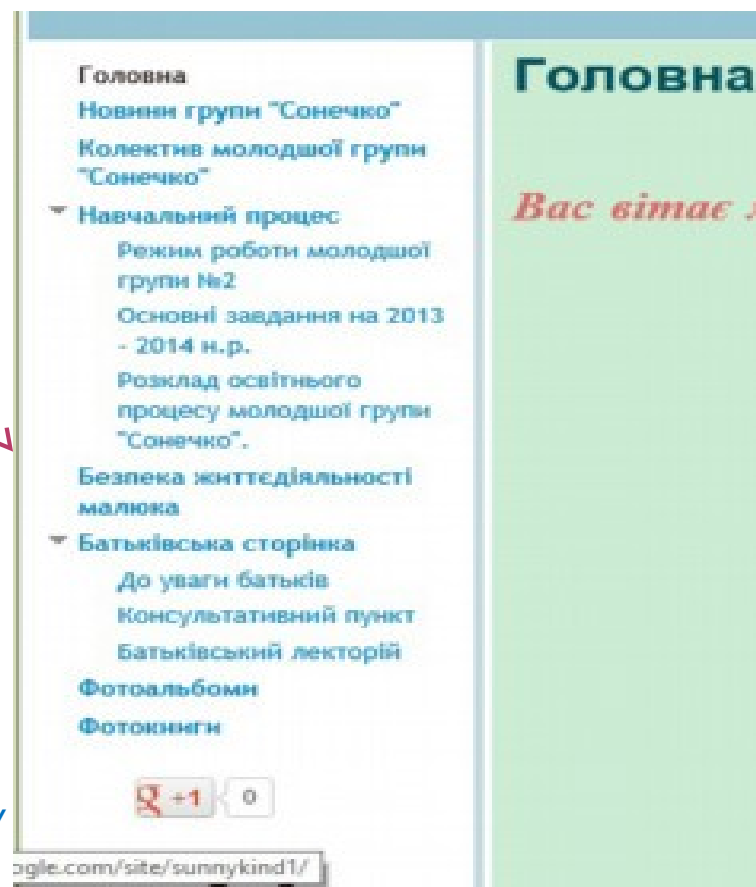 Головна
Новини групи "Сонечко"
Колектив молодшої групи
"Сонечко"
Навчальний процес
Режим роботи молодшої
групи №2
Основні завдання на 2013
- 2014 н.р.
Розклад освітнього
процесу молодшої групи
"Сонечко".
Безпека життєдіяльності
малюка
Батьківська сторінка
До уваги батьків
Консультативний пункт
Батьківський лекторій
Фотоальбоми
Фотокниги
+1 0
ogle.com/site/sunnykind1/
Головна
Вас вітає